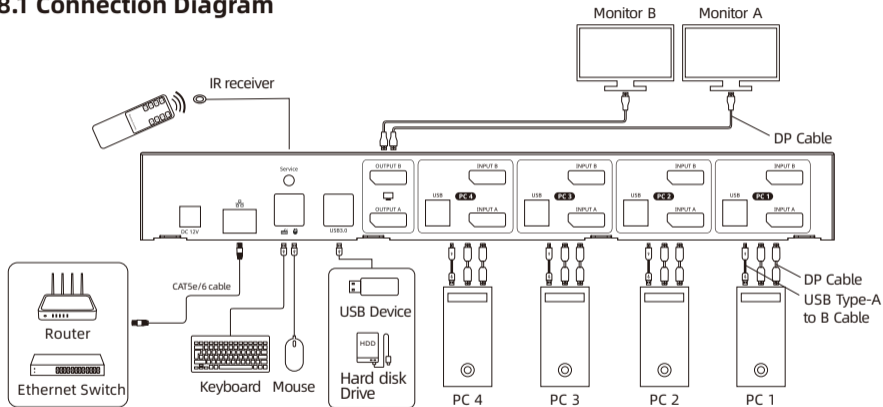 8.1 Connection Diagram
Monitor B
Monitor A
IR receiver
DP Cable
Service
DC 12V
USB3.0
OUTPUT B
OUTPUT A
INPUT B
USB
PC 4
INPUT A
INPUT B
USB
PC 3
INPUT A
INPUT B
USB
PC 2
INPUT A
INPUT B
USB
PC 1
INPUT A
CAT5e/6 cable
Router
Ethernet Switch
Keyboard
Mouse
USB Device
HDD
Hard disk
Drive
PC 4
PC 3
PC 2
PC 1
DP Cable
USB Type-A
to B Cable